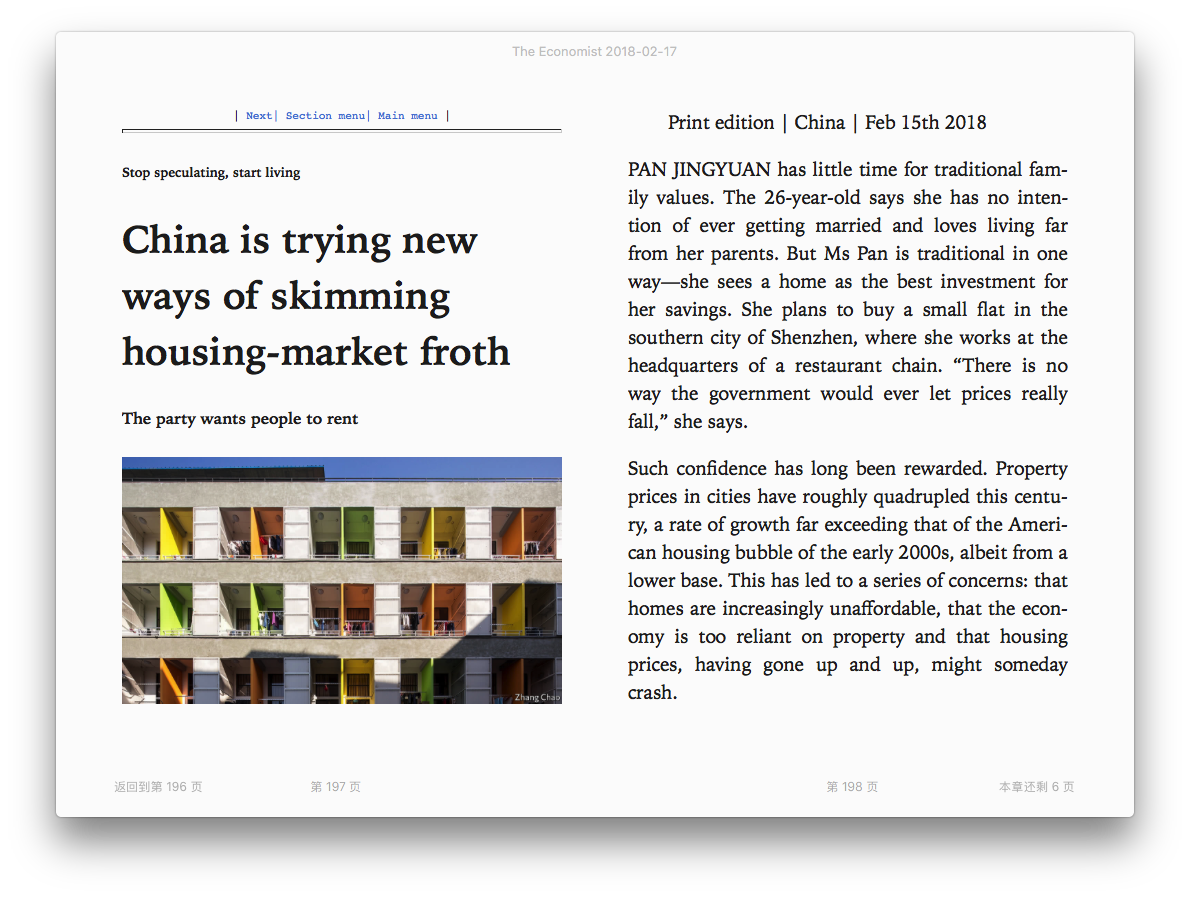 The Economist 2018-02-17
| Next| Section menu| Main menu |
Stop speculating, start living
China is trying new
ways of skimming
housing-market froth
The party wants people to rent
Zhang Chao
Print edition | China | Feb 15th 2018
PAN JINGYUAN has little time for traditional fam-
ily values. The 26-year-old says she has no inten-
tion of ever getting married and loves living far
from her parents. But Ms Pan is traditional in one
way—she sees a home as the best investment for
her savings. She plans to buy a small flat in the
southern city of Shenzhen, where she works at the
headquarters of a restaurant chain. “There is no
way the government would ever let prices really
fall,” she says.
Such confidence has long been rewarded. Property
prices in cities have roughly quadrupled this centu-
ry, a rate of growth far exceeding that of the Ameri-
can housing bubble of the early 2000s, albeit from a
lower base. This has led to a series of concerns: that
homes are increasingly unaffordable, that the econ-
omy is too reliant on property and that housing
prices, having gone up and up, might someday
crash.
返回到第 196 页
第 197 页
第 198 页
本章还剩 6 页